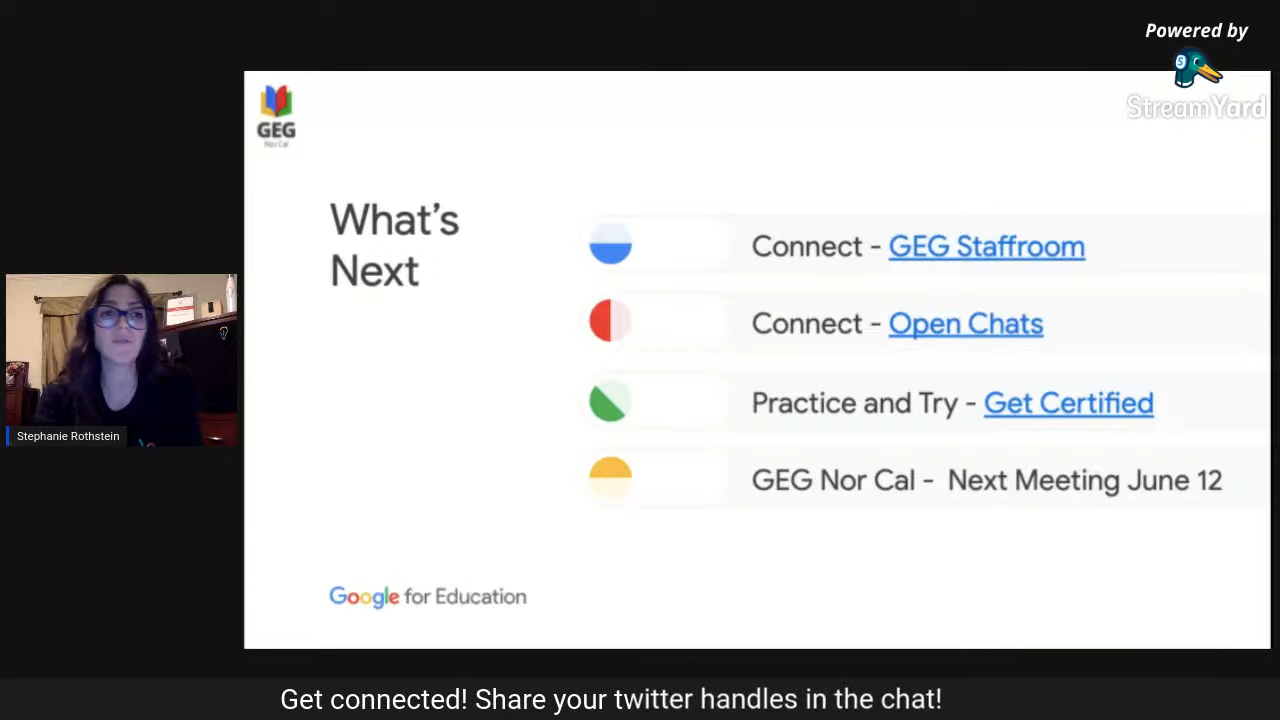 Powered by
StreamYard
GEG
Nor Cal
What's
Next
Connect - GEG Staffroom
Connect - Open Chats
Practice and Try - Get Certified
GEG Nor Cal - Next Meeting June 12
Stephanie Rothstein
Google for Education
Get connected! Share your twitter handles in the chat!